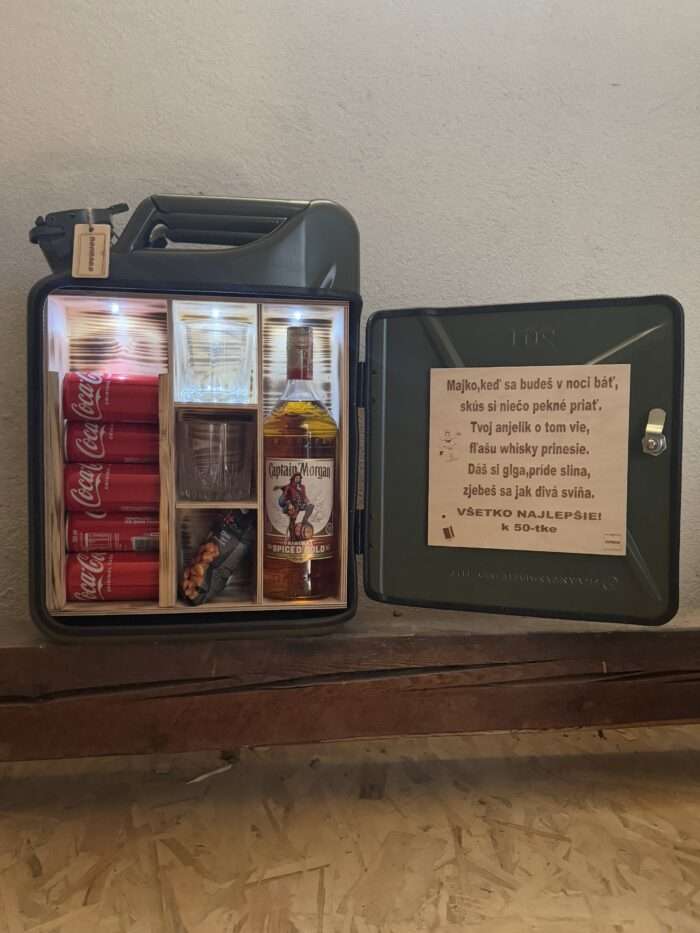 Coca-Cola
Coca-Cola
Coca-Cola
Coca-Cola
Captain Morgan
ORIGINAL
SPICED GOLD
Majko,keď sa budeš v noci báť,
skús si niečo pekné priať.
Tvoj anjelik o tom vie,
fľašu whisky prinesie.
Dáš si glga,príde slina,
zjebeš sa jak divá sviňa.
VŠETKO NAJLEPŠIE!
k 50-tke